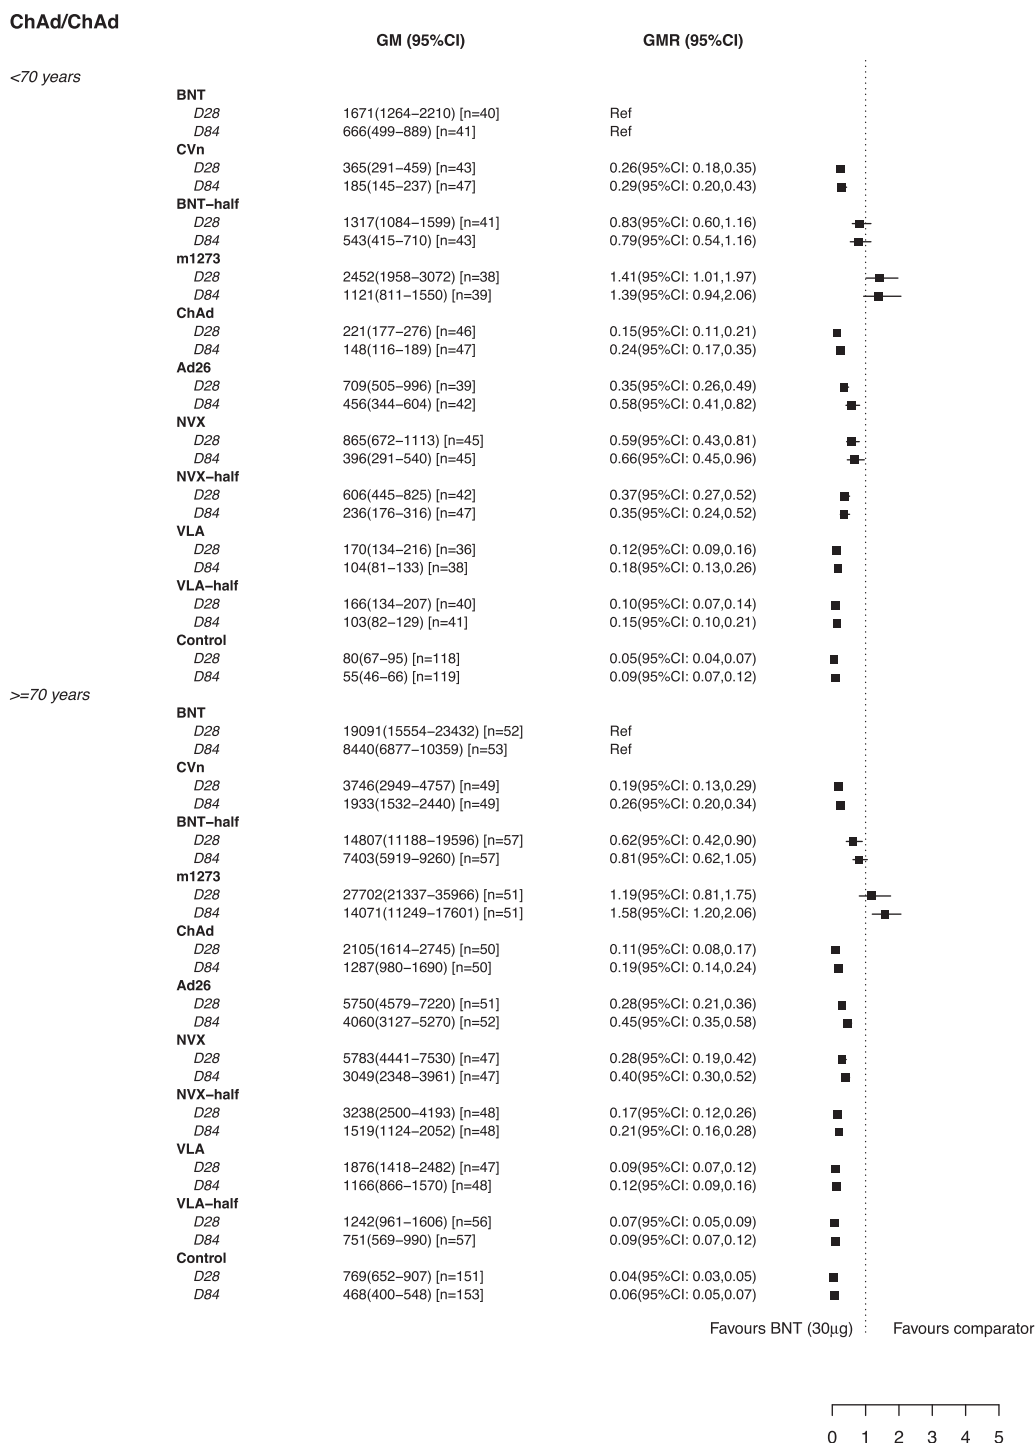 ChAd/ChAd
GM (95%CI) GMR (95%CI)
<70 years
BNT
D28 1671(1264−2210) [n=40] Ref
D84 666(499−889) [n=41] Ref
CVn
D28 365(291−459) [n=43] 0.26(95%CI: 0.18,0.35)
D84 185(145−237) [n=47] 0.29(95%CI: 0.20,0.43)
BNT−half
D28 1317(1084−1599) [n=41] 0.83(95%CI: 0.60,1.16)
D84 543(415−710) [n=43] 0.79(95%CI: 0.54,1.16)
m1273
D28 2452(1958−3072) [n=38] 1.41(95%CI: 1.01,1.97)
D84 1121(811−1550) [n=39] 1.39(95%CI: 0.94,2.06)
ChAd
D28 221(177−276) [n=46] 0.15(95%CI: 0.11,0.21)
D84 148(116−189) [n=47] 0.24(95%CI: 0.17,0.35)
Ad26
D28 709(505−996) [n=39] 0.35(95%CI: 0.26,0.49)
D84 456(344−604) [n=42] 0.58(95%CI: 0.41,0.82)
NVX
D28 865(672−1113) [n=45] 0.59(95%CI: 0.43,0.81)
D84 396(291−540) [n=45] 0.66(95%CI: 0.45,0.96)
NVX−half
D28 606(445−825) [n=42] 0.37(95%CI: 0.27,0.52)
D84 236(176−316) [n=47] 0.35(95%CI: 0.24,0.52)
VLA
D28 170(134−216) [n=36] 0.12(95%CI: 0.09,0.16)
D84 104(81−133) [n=38] 0.18(95%CI: 0.13,0.26)
VLA−half
D28 166(134−207) [n=40] 0.10(95%CI: 0.07,0.14)
D84 103(82−129) [n=41] 0.15(95%CI: 0.10,0.21)
Control
D28 80(67−95) [n=118] 0.05(95%CI: 0.04,0.07)
D84 55(46−66) [n=119] 0.09(95%CI: 0.07,0.12)
>=70 years
BNT
D28 19091(15554−23432) [n=52] Ref
D84 8440(6877−10359) [n=53] Ref
CVn
D28 3746(2949−4757) [n=49] 0.19(95%CI: 0.13,0.29)
D84 1933(1532−2440) [n=49] 0.26(95%CI: 0.20,0.34)
BNT−half
D28 14807(11188−19596) [n=57] 0.62(95%CI: 0.42,0.90)
D84 7403(5919−9260) [n=57] 0.81(95%CI: 0.62,1.05)
m1273
D28 27702(21337−35966) [n=51] 1.19(95%CI: 0.81,1.75)
D84 14071(11249−17601) [n=51] 1.58(95%CI: 1.20,2.06)
ChAd
D28 2105(1614−2745) [n=50] 0.11(95%CI: 0.08,0.17)
D84 1287(980−1690) [n=50] 0.19(95%CI: 0.14,0.24)
Ad26
D28 5750(4579−7220) [n=51] 0.28(95%CI: 0.21,0.36)
D84 4060(3127−5270) [n=52] 0.45(95%CI: 0.35,0.58)
NVX
D28 5783(4441−7530) [n=47] 0.28(95%CI: 0.19,0.42)
D84 3049(2348−3961) [n=47] 0.40(95%CI: 0.30,0.52)
NVX−half
D28 3238(2500−4193) [n=48] 0.17(95%CI: 0.12,0.26)
D84 1519(1124−2052) [n=48] 0.21(95%CI: 0.16,0.28)
VLA
D28 1876(1418−2482) [n=47] 0.09(95%CI: 0.07,0.12)
D84 1166(866−1570) [n=48] 0.12(95%CI: 0.09,0.16)
VLA−half
D28 1242(961−1606) [n=56] 0.07(95%CI: 0.05,0.09)
D84 751(569−990) [n=57] 0.09(95%CI: 0.07,0.12)
Control
D28 769(652−907) [n=151] 0.04(95%CI: 0.03,0.05)
D84 468(400−548) [n=153] 0.06(95%CI: 0.05,0.07)
Favours BNT (30µg) Favours comparator
0 1 2 3 4 5